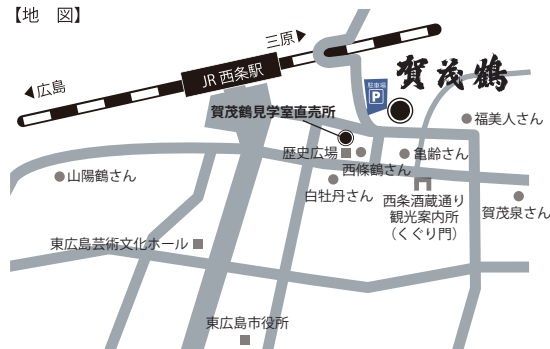 【地　図】
三原
JR 西条駅
広島
駐車場
P
賀茂鶴
賀茂鶴見学室直売所
福美人さん
歴史広場
亀齢さん
西條鶴さん
山陽鶴さん
白牡丹さん
西条酒蔵通り
観光案内所
（くぐり門）
賀茂泉さん
東広島芸術文化ホール
東広島市役所